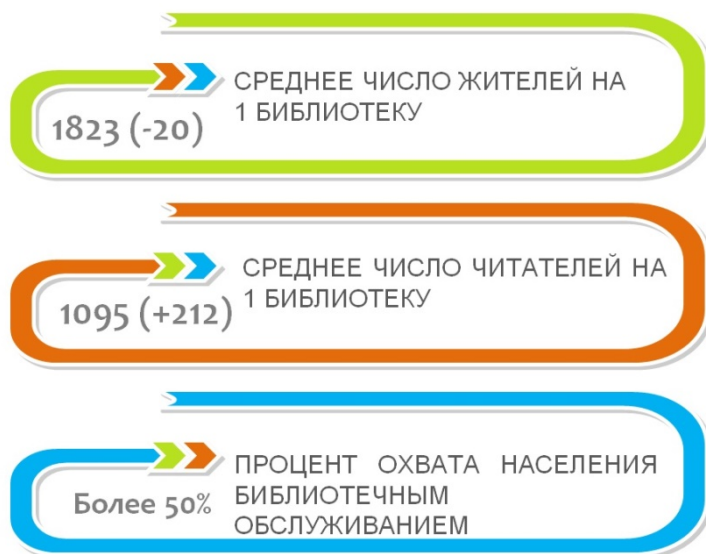 СРЕДНЕЕ ЧИСЛО ЖИТЕЛЕЙ НА
1 БИБЛИОТЕКУ
1823 (-20)
СРЕДНЕЕ ЧИСЛО ЧИТАТЕЛЕЙ НА
1 БИБЛИОТЕКУ
1095 (+212)
ПРОЦЕНТ ОХВАТА НАСЕЛЕНИЯ
БИБЛИОТЕЧНЫМ
ОБСЛУЖИВАНИЕМ
Более 50%